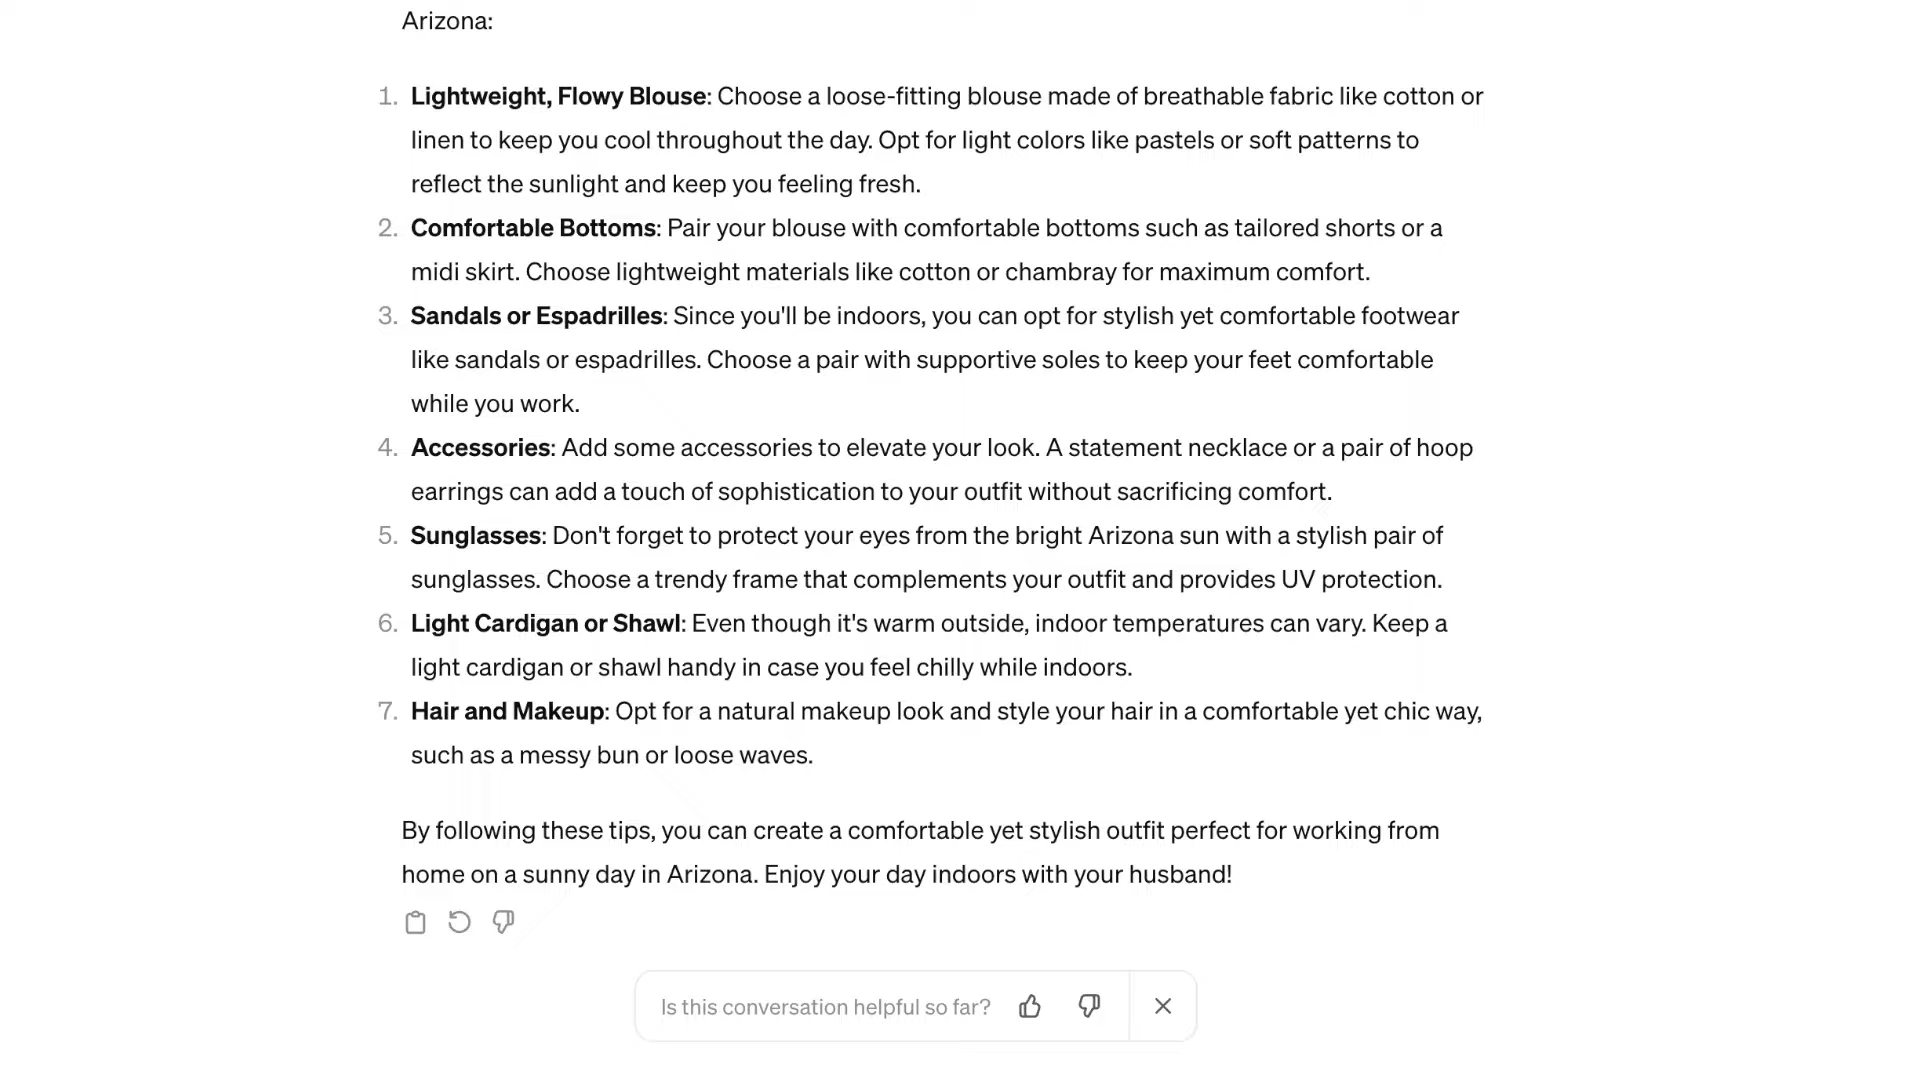 Arizona:
1. Lightweight, Flowy Blouse: Choose a loose-fitting blouse made of breathable fabric like cotton or
linen to keep you cool throughout the day. Opt for light colors like pastels or soft patterns to
reflect the sunlight and keep you feeling fresh.
2. Comfortable Bottoms: Pair your blouse with comfortable bottoms such as tailored shorts or a
midi skirt. Choose lightweight materials like cotton or chambray for maximum comfort.
3. Sandals or Espadrilles: Since you'll be indoors, you can opt for stylish yet comfortable footwear
like sandals or espadrilles. Choose a pair with supportive soles to keep your feet comfortable
while you work.
4. Accessories: Add some accessories to elevate your look. A statement necklace or a pair of hoop
earrings can add a touch of sophistication to your outfit without sacrificing comfort.
5. Sunglasses: Don't forget to protect your eyes from the bright Arizona sun with a stylish pair of
sunglasses. Choose a trendy frame that complements your outfit and provides UV protection.
6. Light Cardigan or Shawl: Even though it's warm outside, indoor temperatures can vary. Keep a
light cardigan or shawl handy in case you feel chilly while indoors.
7. Hair and Makeup: Opt for a natural makeup look and style your hair in a comfortable yet chic way,
such as a messy bun or loose waves.
By following these tips, you can create a comfortable yet stylish outfit perfect for working from
home on a sunny day in Arizona. Enjoy your day indoors with your husband!
Is this conversation helpful so far?